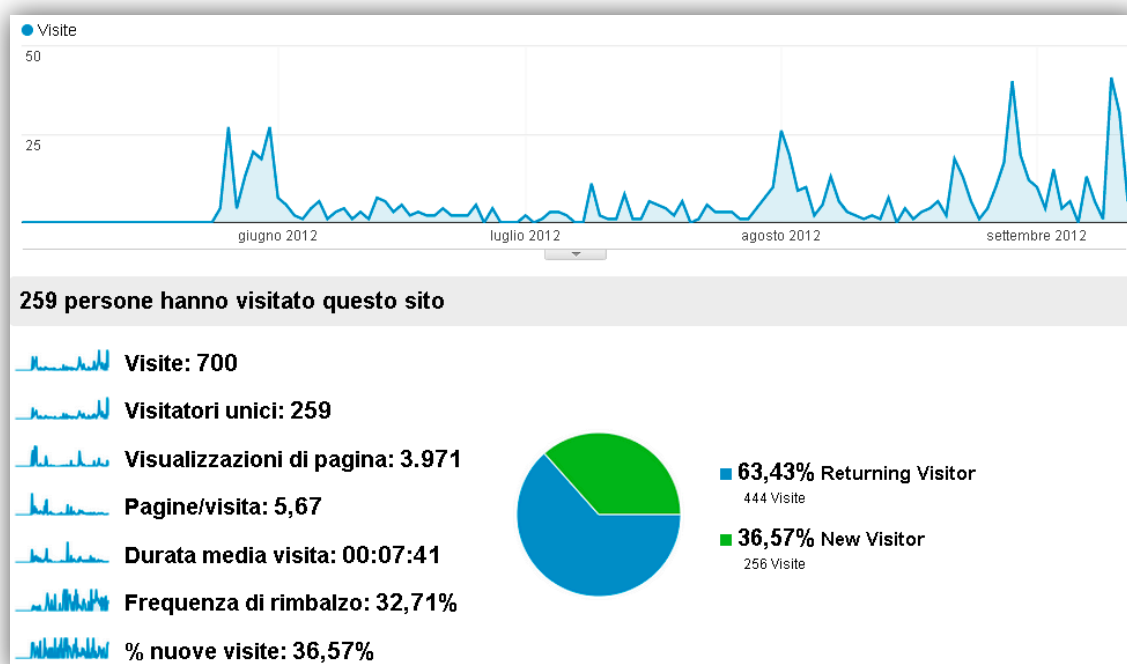 Visite
50
25
giugno 2012 luglio 2012 agosto 2012 settembre 2012
259 persone hanno visitato questo sito
Visite: 700
Visitatori unici: 259
Visualizzazioni di pagina: 3.971
Pagine/visita: 5,67
Durata media visita: 00:07:41
Frequenza di rimbalzo: 32,71%
% nuove visite: 36,57%
63,43% Returning Visitor
444 Visite
36,57% New Visitor
256 Visite